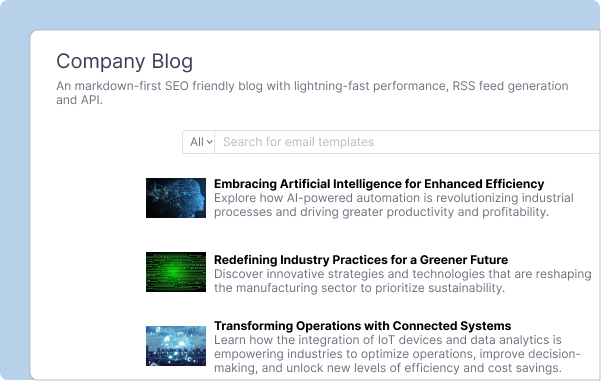 Company Blog
An markdown-first SEO friendly blog with lightning-fast performance, RSS feed generation
and API.
All Search for email templates
Embracing Artificial Intelligence for Enhanced Efficiency
Explore how AI-powered automation is revolutionizing industrial
processes and driving greater productivity and profitability.
Redefining Industry Practices for a Greener Future
Discover innovative strategies and technologies that are reshaping
the manufacturing sector to prioritize sustainability.
Transforming Operations with Connected Systems
Learn how the integration of IoT devices and data analytics is
empowering industries to optimize operations, improve decision-
making, and unlock new levels of efficiency and cost savings.